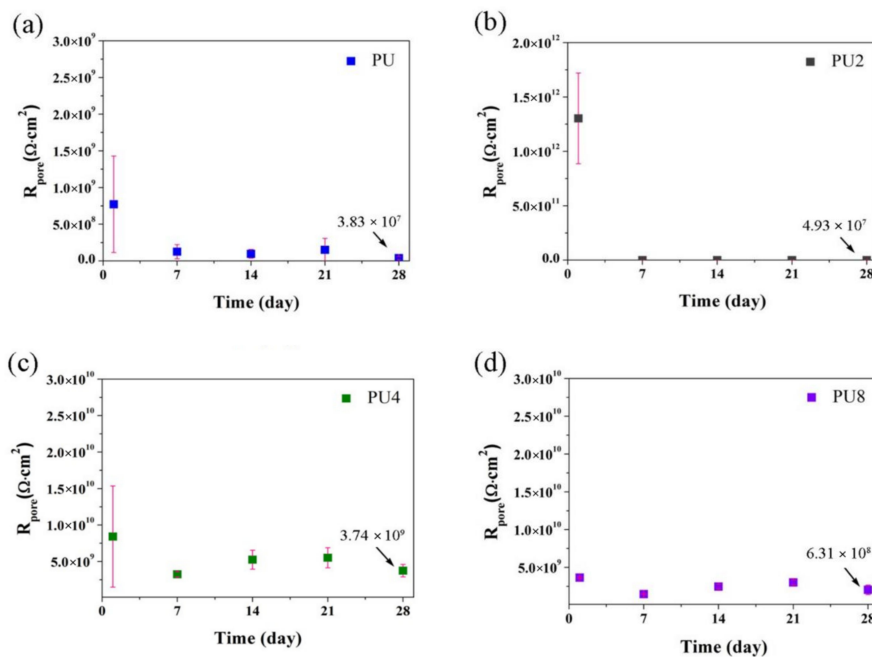 (a)
3.0×10⁹
2.5×10⁹
2.0×10⁹
1.5×10⁹
1.0×10⁹
5.0×10⁸
0.0
R_pore(Ω·cm²)
PU
3.83 × 10⁷
0 7 14 21 28
Time (day)
(b)
2.0×10¹²
1.5×10¹²
1.0×10¹²
5.0×10¹¹
0.0
R_pore(Ω·cm²)
PU2
4.93 × 10⁷
0 7 14 21 28
Time (day)
(c)
3.0×10¹⁰
2.5×10¹⁰
2.0×10¹⁰
1.5×10¹⁰
1.0×10¹⁰
5.0×10⁹
R_pore(Ω·cm²)
PU4
3.74 × 10⁹
0 7 14 21 28
Time (day)
(d)
3.0×10¹⁰
2.5×10¹⁰
2.0×10¹⁰
1.5×10¹⁰
1.0×10¹⁰
5.0×10⁹
R_pore(Ω·cm²)
PU8
6.31 × 10⁸
0 7 14 21 28
Time (day)